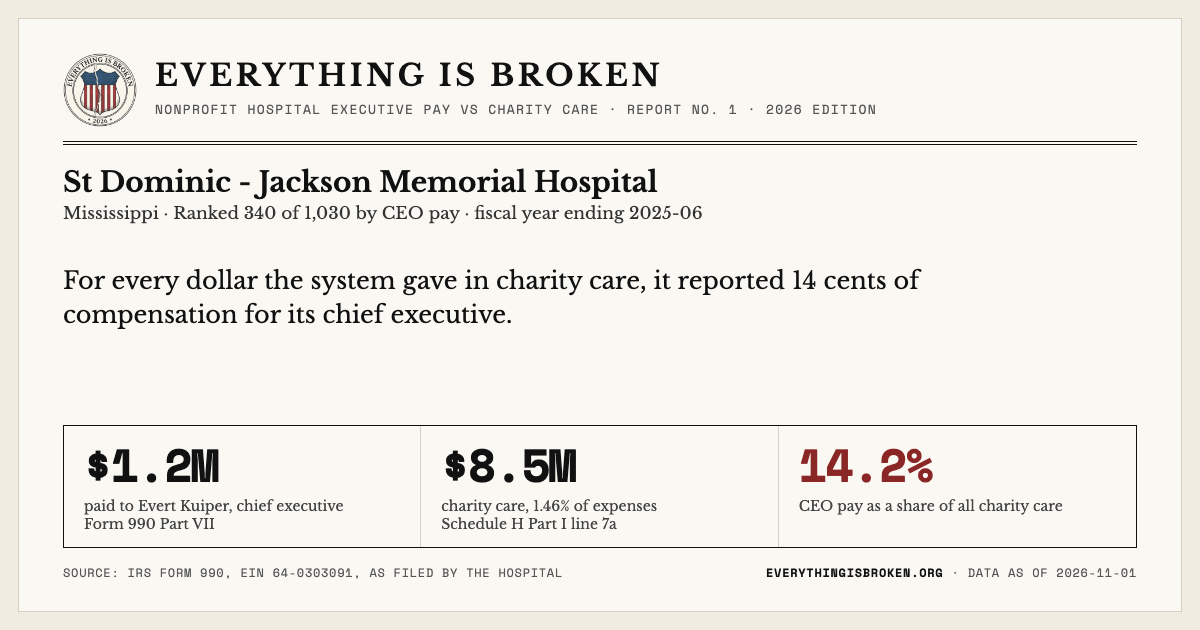 EVERYTHING IS BROKEN
2026
EVERYTHING IS BROKEN
NONPROFIT HOSPITAL EXECUTIVE PAY VS CHARITY CARE · REPORT NO. 1 · 2026 EDITION
St Dominic - Jackson Memorial Hospital
Mississippi · Ranked 340 of 1,030 by CEO pay · fiscal year ending 2025-06
For every dollar the system gave in charity care, it reported 14 cents of
compensation for its chief executive.
$1.2M
paid to Evert Kuiper, chief executive
Form 990 Part VII
$8.5M
charity care, 1.46% of expenses
Schedule H Part I line 7a
14.2%
CEO pay as a share of all charity care
SOURCE: IRS FORM 990, EIN 64-0303091, AS FILED BY THE HOSPITAL
EVERYTHINGISBROKEN.ORG · DATA AS OF 2026-11-01